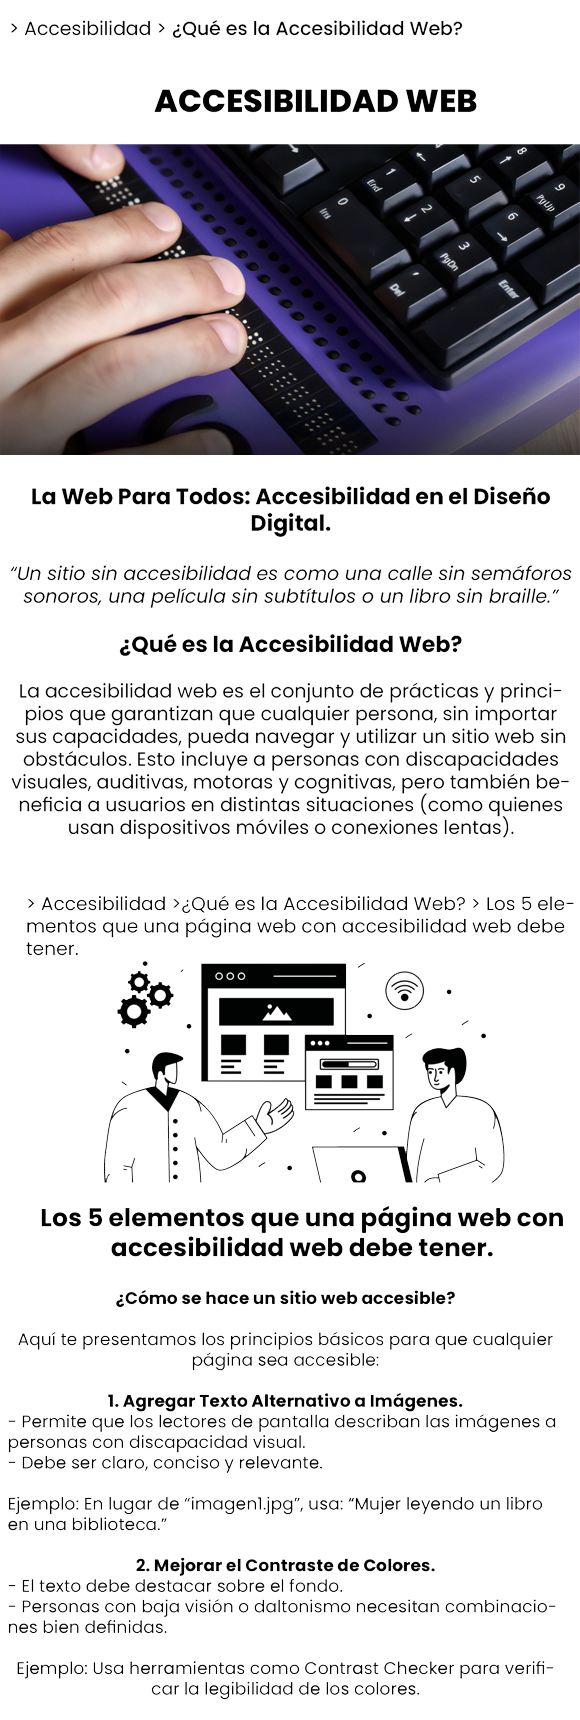 > Accesibilidad > ¿Qué es la Accesibilidad Web?
ACCESIBILIDAD WEB
0
Ins
1
End
2
3
PgDn
5
6
8
9
PgUp
Del
Enter
La Web Para Todos: Accesibilidad en el Diseño
Digital.
“Un sitio sin accesibilidad es como una calle sin semáforos
sonoros, una película sin subtítulos o un libro sin braille.”
¿Qué es la Accesibilidad Web?
La accesibilidad web es el conjunto de prácticas y princi-
pios que garantizan que cualquier persona, sin importar
sus capacidades, pueda navegar y utilizar un sitio web sin
obstáculos. Esto incluye a personas con discapacidades
visuales, auditivas, motoras y cognitivas, pero también be-
neficia a usuarios en distintas situaciones (como quienes
usan dispositivos móviles o conexiones lentas).
> Accesibilidad >¿Qué es la Accesibilidad Web? > Los 5 ele-
mentos que una página web con accesibilidad web debe
tener.
Los 5 elementos que una página web con
accesibilidad web debe tener.
¿Cómo se hace un sitio web accesible?
Aquí te presentamos los principios básicos para que cualquier
página sea accesible:
1. Agregar Texto Alternativo a Imágenes.
- Permite que los lectores de pantalla describan las imágenes a
personas con discapacidad visual.
- Debe ser claro, conciso y relevante.
Ejemplo: En lugar de “imagen1.jpg”, usa: “Mujer leyendo un libro
en una biblioteca.”
2. Mejorar el Contraste de Colores.
- El texto debe destacar sobre el fondo.
- Personas con baja visión o daltonismo necesitan combinacio-
nes bien definidas.
Ejemplo: Usa herramientas como Contrast Checker para verifi-
car la legibilidad de los colores.